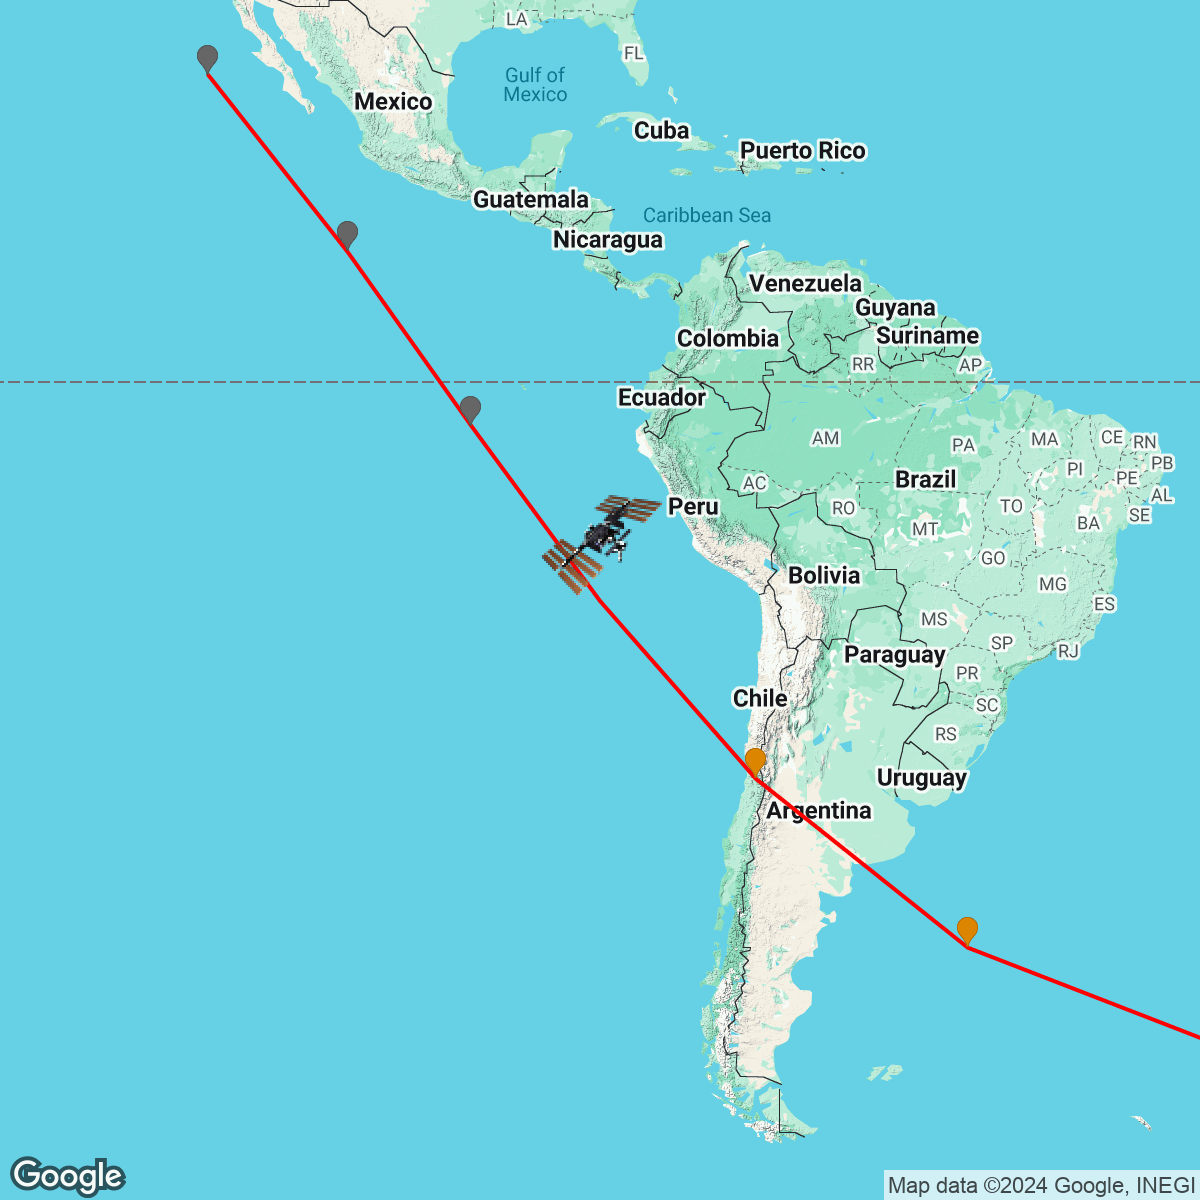 LA
FL
Gulf of
Mexico
Mexico
Cuba
Puerto Rico
Guatemala
Caribbean Sea
Nicaragua
Venezuela
Guyana
Suriname
Colombia
RR
AP
Ecuador
AM
PA
MA
CE
RN
PI
PB
PE
AC
Brazil
AL
Peru
RO
TO
SE
MT
BA
GO
Bolivia
MG
ES
MS
SP
RJ
Paraguay
PR
Chile
SC
RS
Uruguay
Argentina
Google
Map data ©2024 Google, INEGI